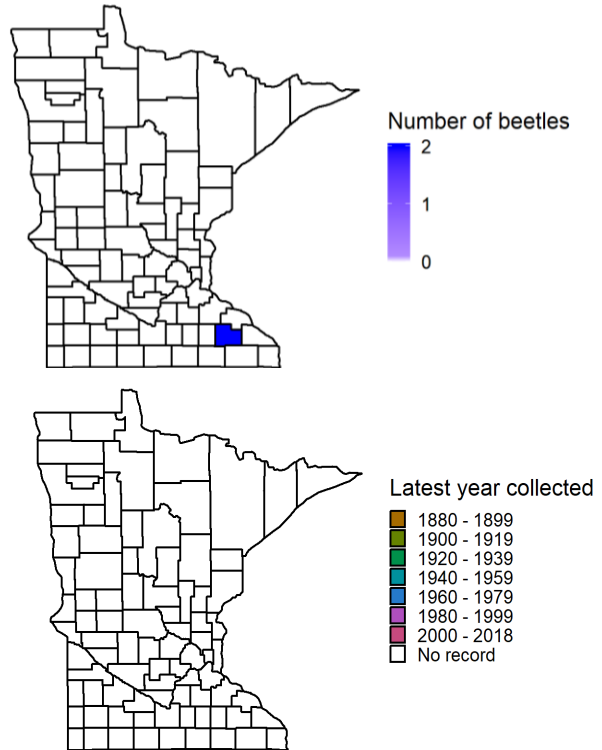 Number of beetles
2
1
0
Latest year collected
1880 - 1899
1900 - 1919
1920 - 1939
1940 - 1959
1960 - 1979
1980 - 1999
2000 - 2018
No record